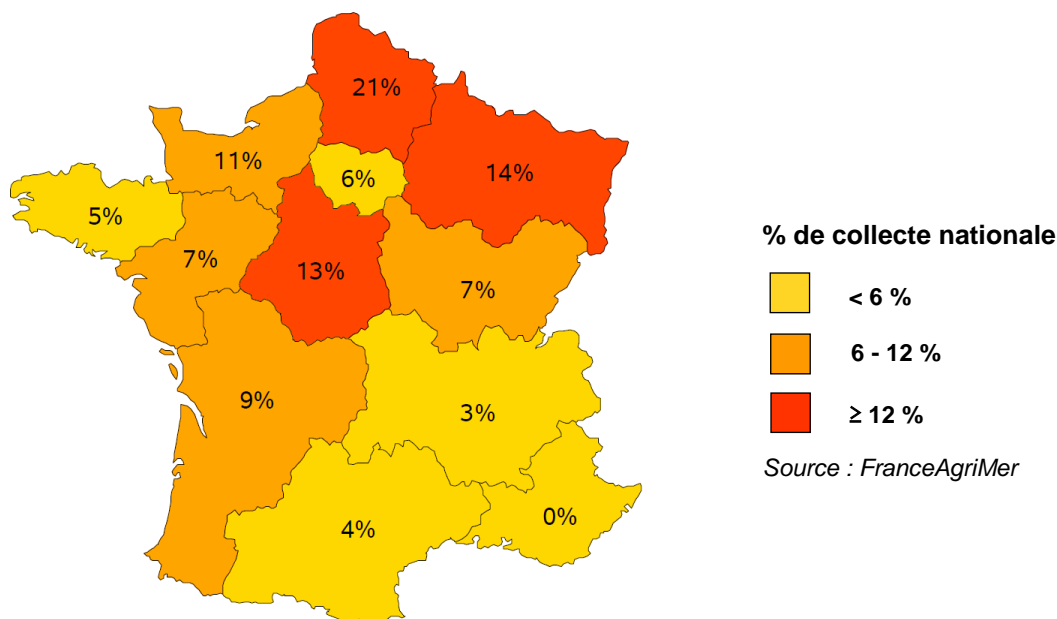 21%
11%
6%
14%
5%
7%
13%
7%
9%
3%
4%
0%
% de collecte nationale
< 6 %
6 - 12 %
≥ 12 %
Source : FranceAgriMer